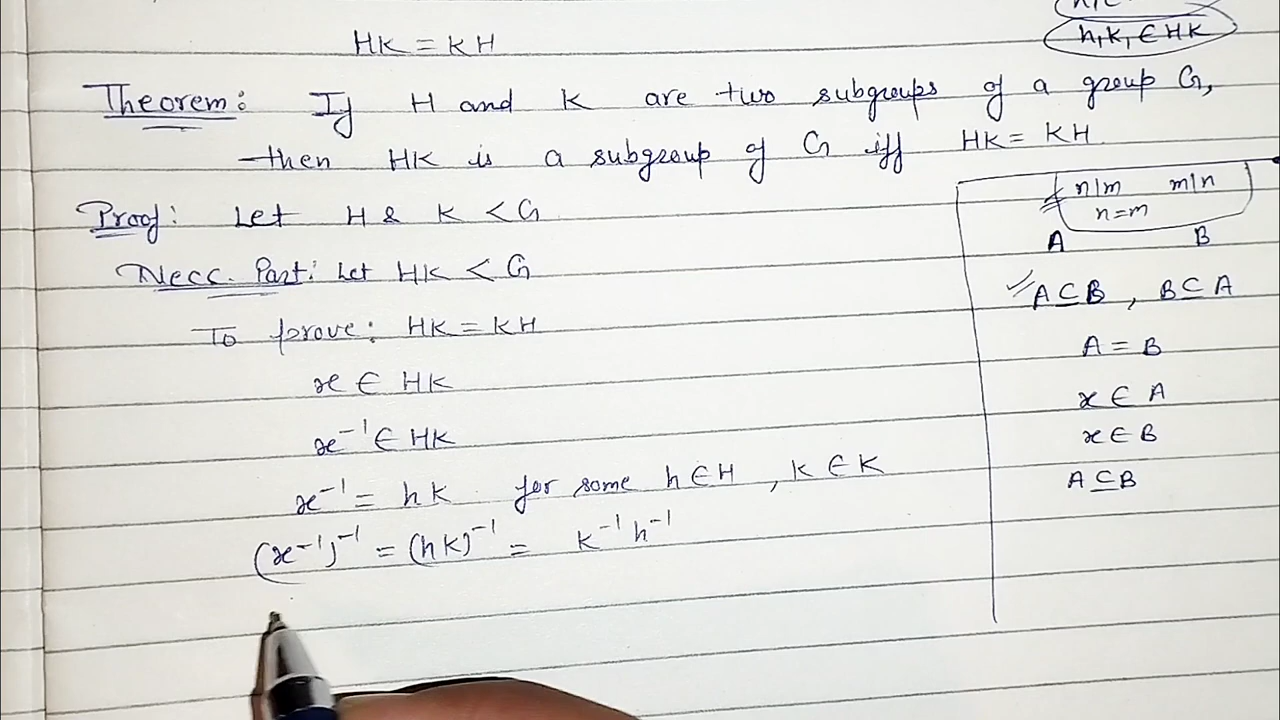 HK = KH
h1k1 ∈ HK
Theorem: If H and K are two subgroups of a group G,
then HK is a subgroup of G iff HK = KH
Proof: Let H & K < G
Necc. Part: Let HK < G
To prove: HK = KH
x ∈ HK
x⁻¹ ∈ HK
x⁻¹ = hk for some h∈H, k∈K
(x⁻¹)⁻¹ = (hk)⁻¹ = k⁻¹h⁻¹
n|m m|n
n=m
A B
A⊆B, B⊆A
A = B
x ∈ A
x ∈ B
A⊆B